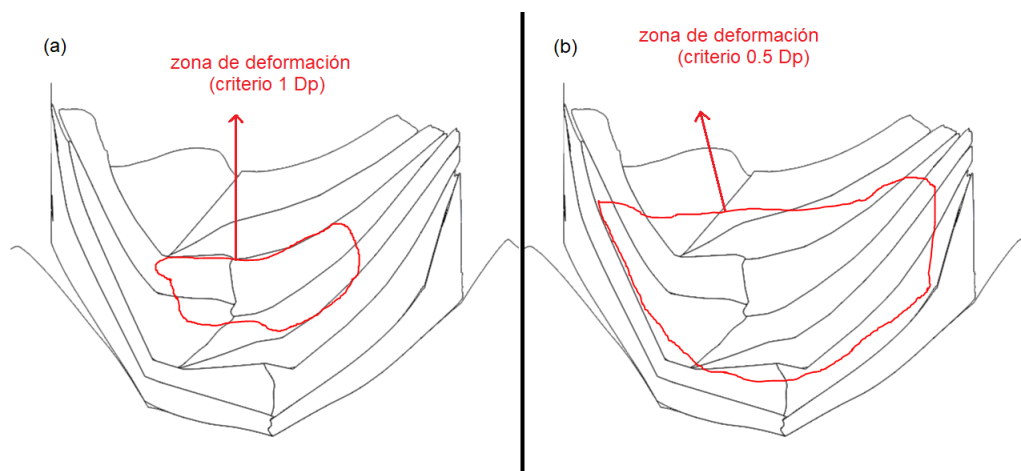 (a)
zona de deformación
(criterio 1 Dp)
(b)
zona de deformación
(criterio 0.5 Dp)